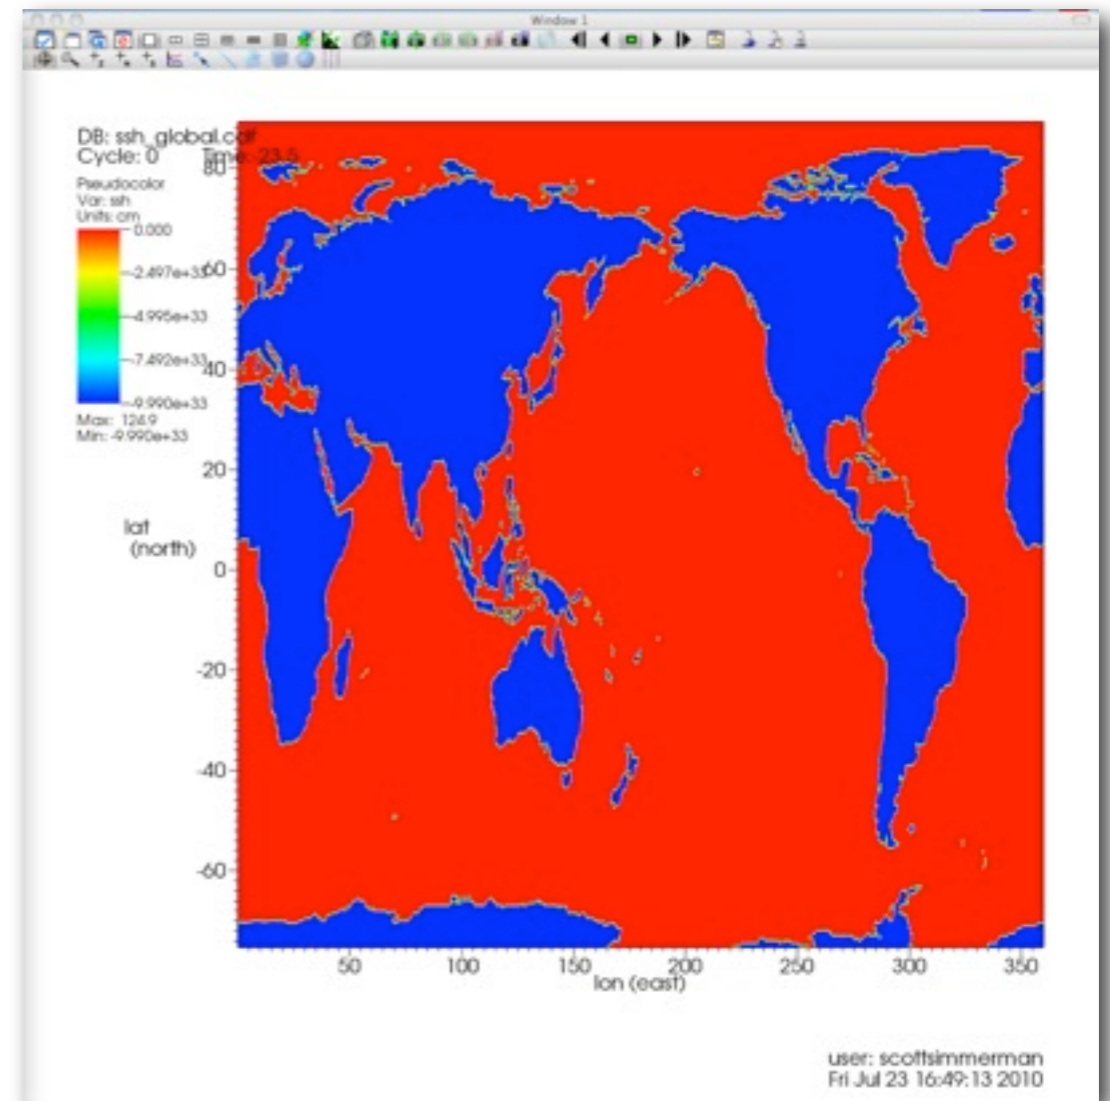 Window 1
DB: ssh_global.cdf
Cycle: 0 Time: 23.5
Pseudocolor
Var: ssh
Units: cm
0.000
-2.497e+33
-4.995e+33
-7.492e+33
-9.990e+33
Max: 124.9
Min: -9.990e+33
80
60
40
20
0
-20
-40
-60
lat
(north)
50 100 150 200 250 300 350
lon (east)
user: scottsimmerman
Fri Jul 23 16:49:13 2010